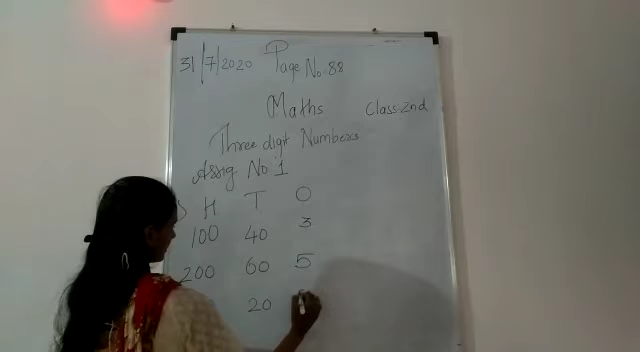 31/7/2020 Page No. 88
Maths Class 2nd
Three digit Numbers
Assig No. 1
H T O
100 40 3
200 60 5
20